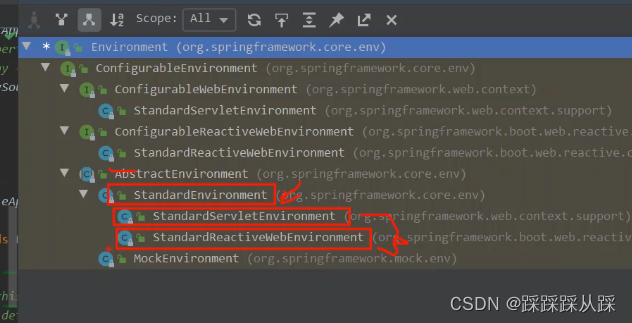 Scope: All
* Environment (org.springframework.core.env)
ConfigurableEnvironment (org.springframework.core.env)
ConfigurableWebEnvironment (org.springframework.web.context)
StandardServletEnvironment (org.springframework.web.context.support)
ConfigurableReactiveWebEnvironment (org.springframework.boot.web.reactive.
StandardReactiveWebEnvironment (org.springframework.boot.web.reactive.c
AbstractEnvironment (org.springframework.core.env)
StandardEnvironment (org.springframework.core.env)
StandardServletEnvironment (org.springframework.web.context.support)
StandardReactiveWebEnvironment (org.springframework.boot.web.reactiv
MockEnvironment (org.springframework.mock.env)
CSDN @踩踩踩从踩